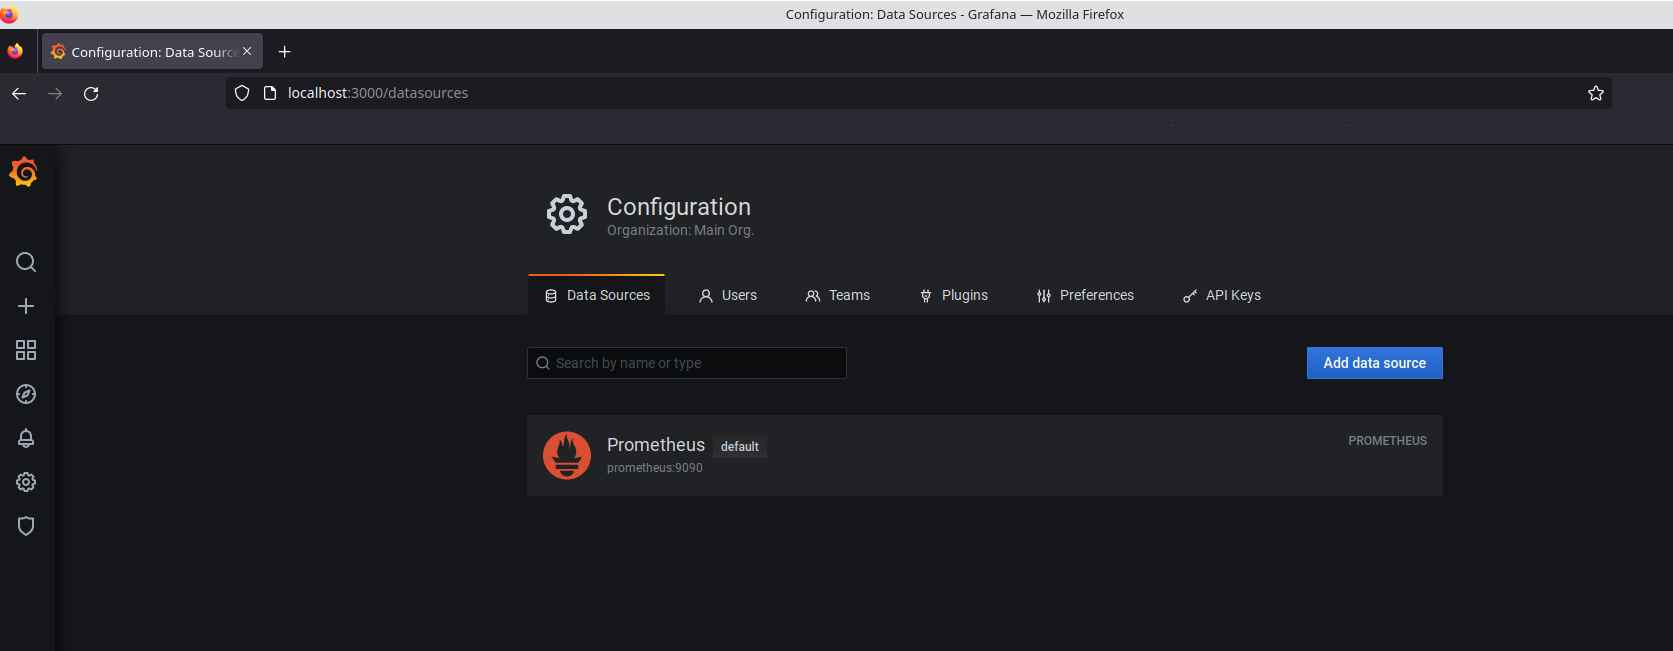 Configuration: Data Sources - Grafana — Mozilla Firefox
Configuration: Data Source
localhost:3000/datasources
Configuration
Organization: Main Org.
Data Sources
Users
Teams
Plugins
Preferences
API Keys
Search by name or type
Add data source
Prometheus
default
PROMETHEUS
prometheus:9090